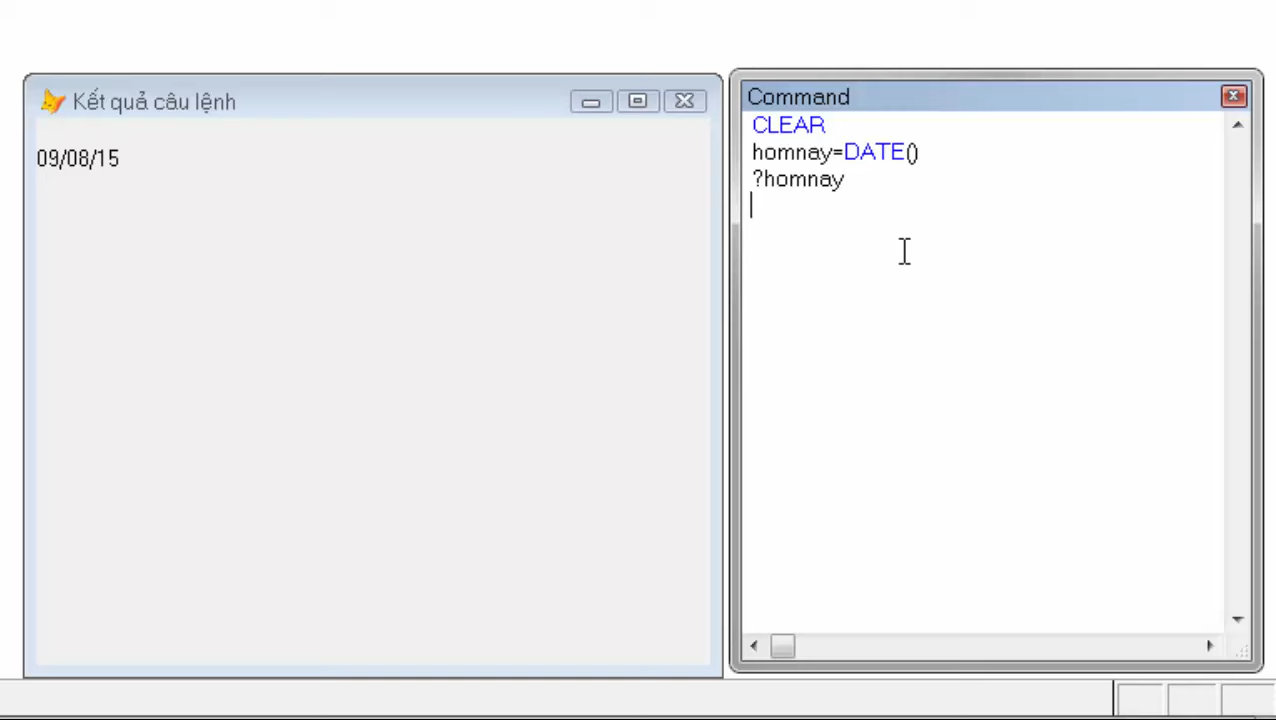 Kết quả câu lệnh
09/08/15
Command
CLEAR
homnay=DATE()
?homnay